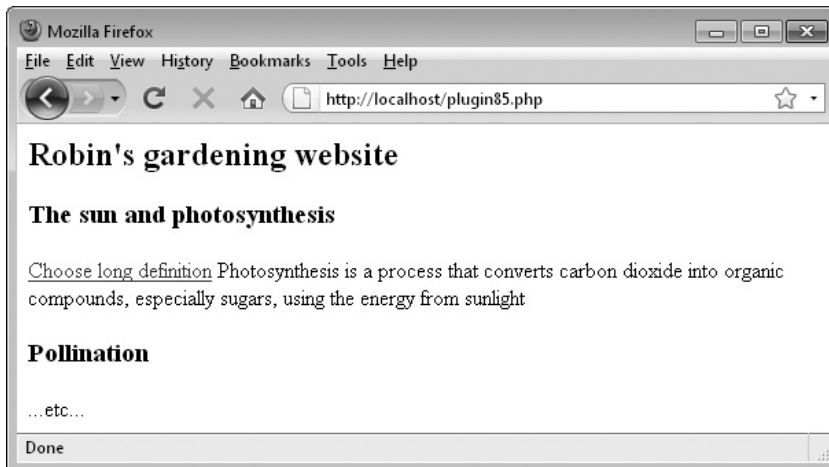 Mozilla Firefox
File Edit View History Bookmarks Tools Help
http://localhost/plugin85.php
Robin's gardening website
The sun and photosynthesis
Choose long definition Photosynthesis is a process that converts carbon dioxide into organic
compounds, especially sugars, using the energy from sunlight
Pollination
...etc...
Done